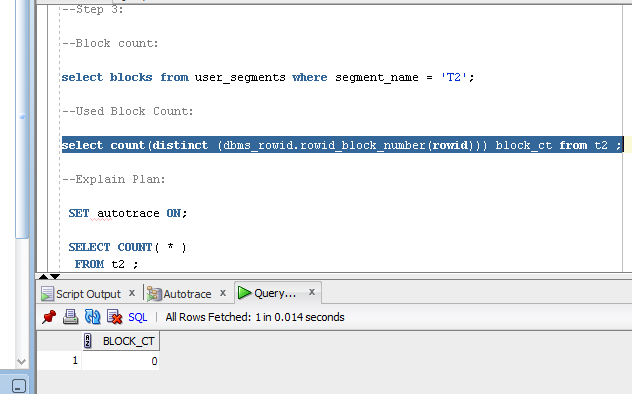 --Step 3:
--Block count:
select blocks from user_segments where segment_name = 'T2';
--Used Block Count:
select count(distinct (dbms_rowid.rowid_block_number(rowid))) block_ct from t2 ;
--Explain Plan:
SET autotrace ON;
SELECT COUNT( * )
FROM t2 ;
Script Output x Autotrace x Query... x
SQL | All Rows Fetched: 1 in 0.014 seconds
BLOCK_CT
1 0